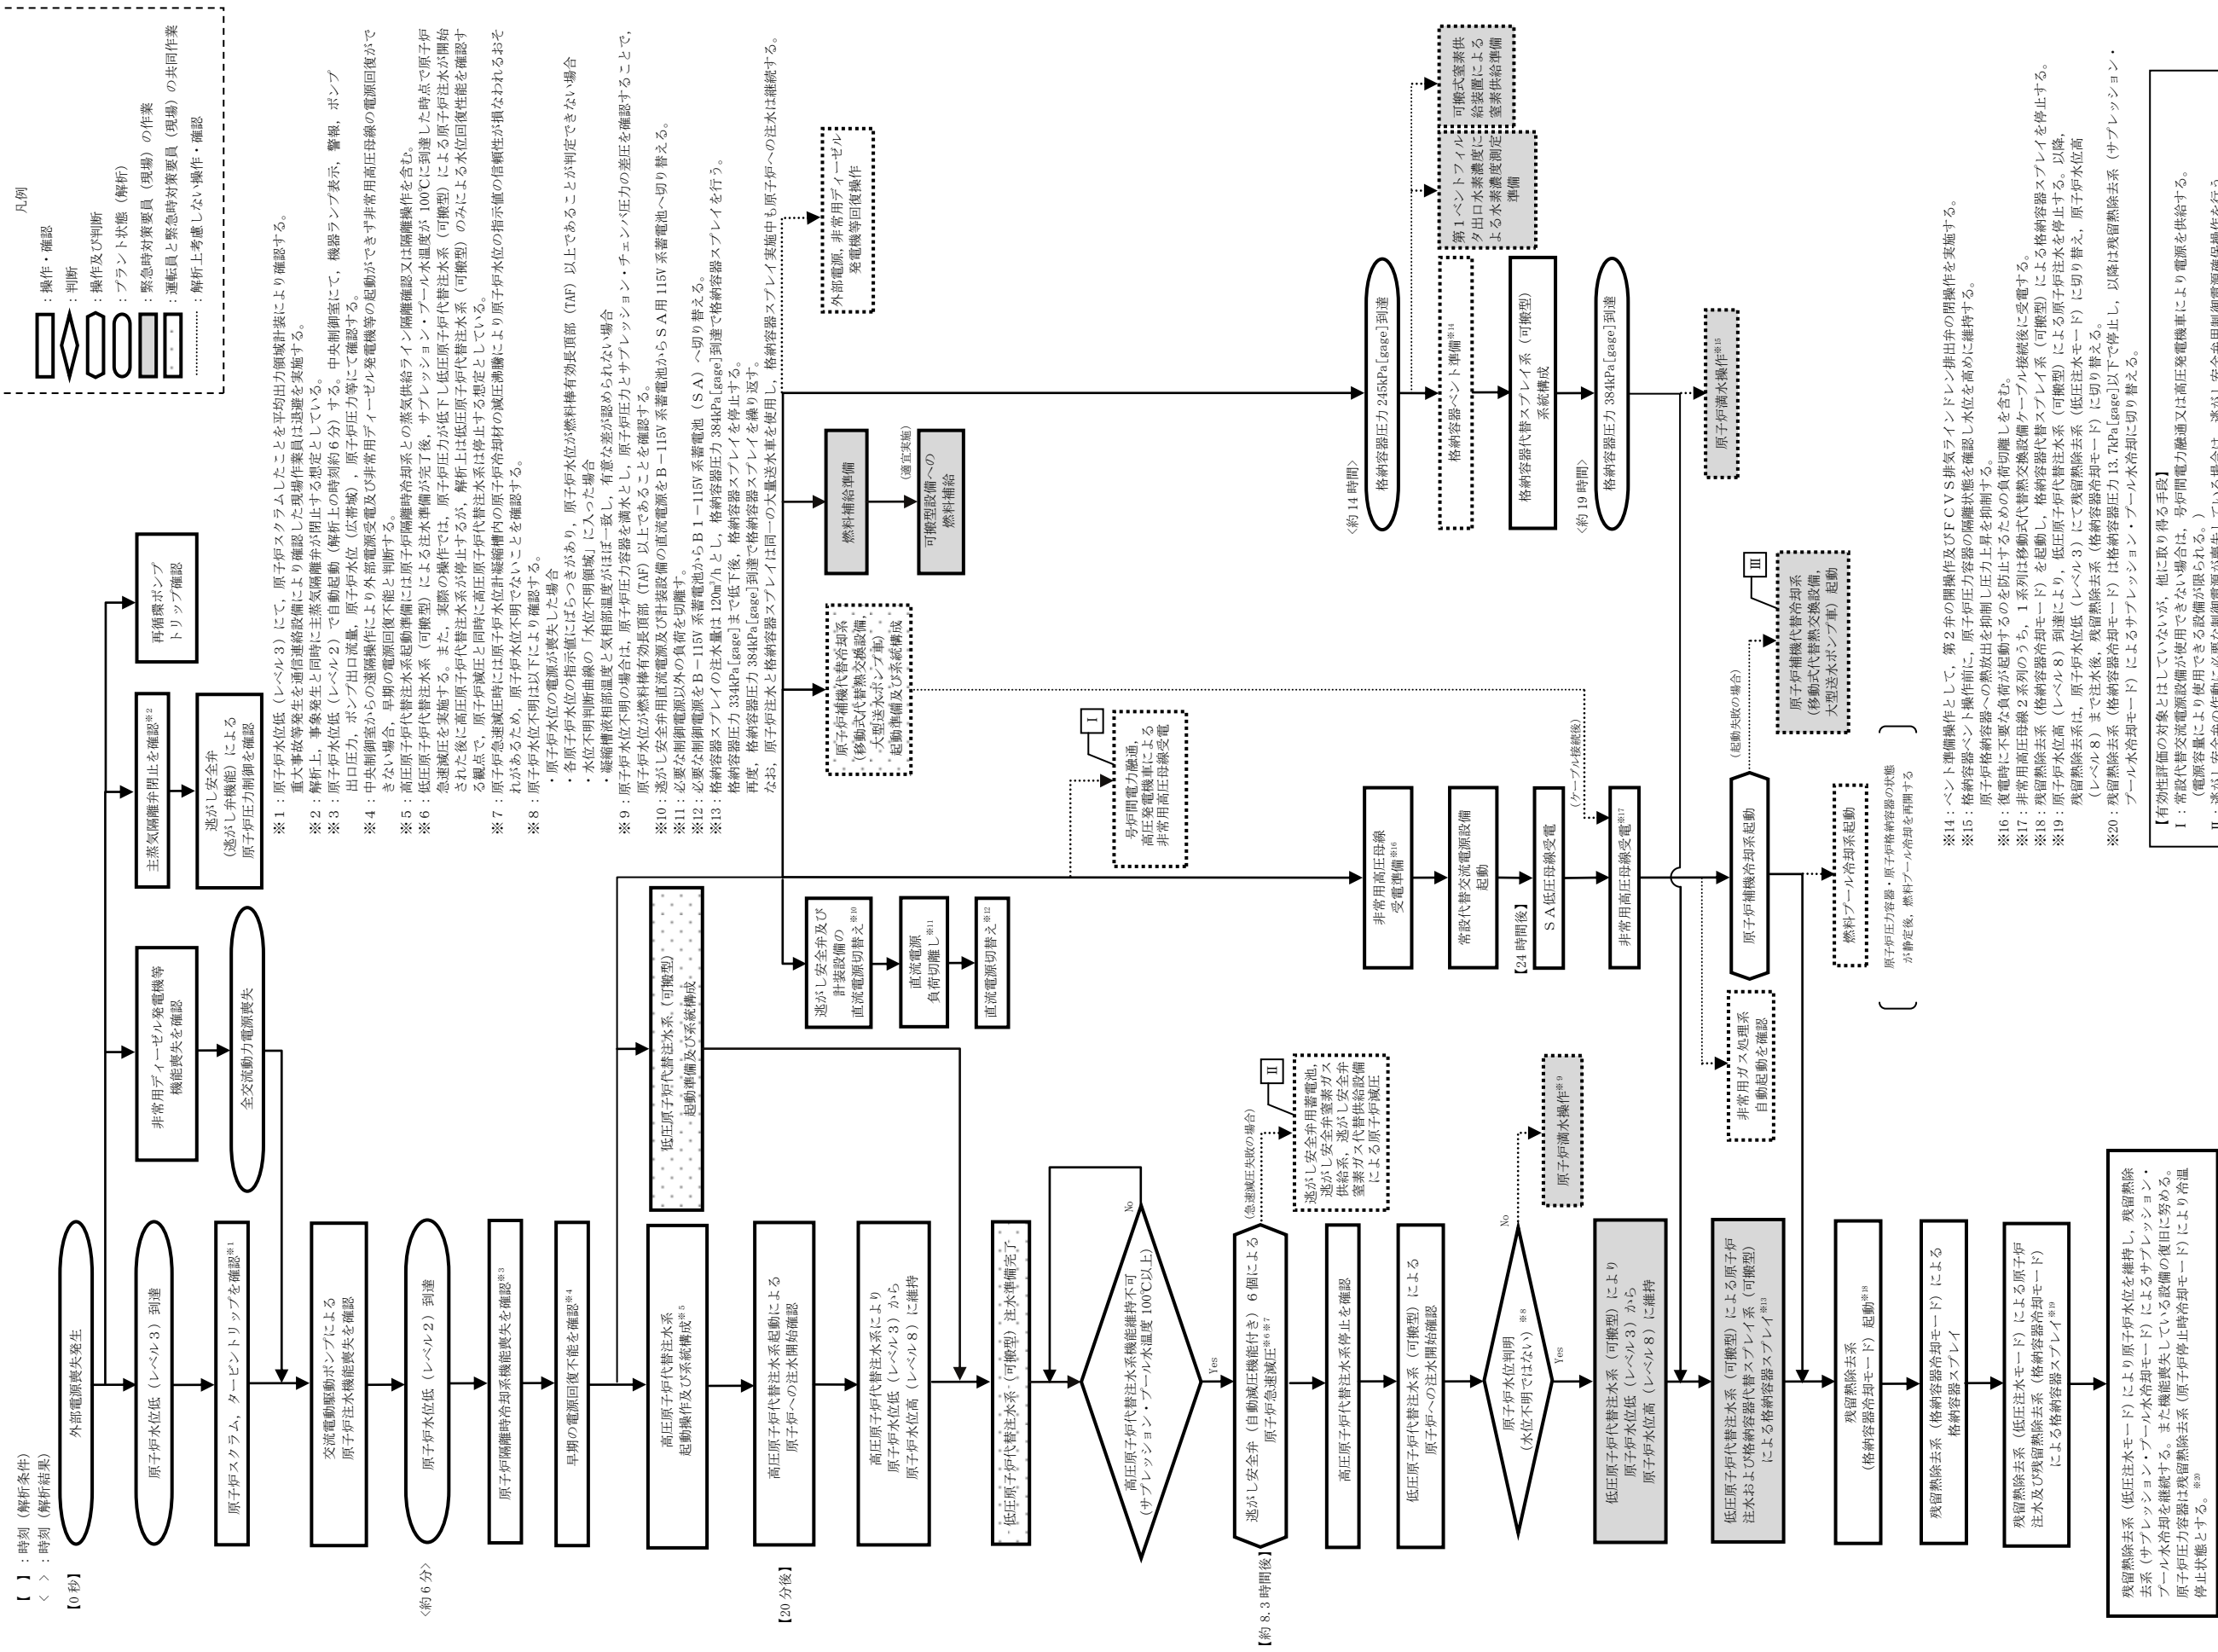 【　】：時刻（解析条件）
＜　＞：時刻（解析結果）
【0 秒】
外部電源喪失発生
原子炉水位低（レベル3）到達
原子炉スクラム，タービントリップを確認※1
非常用ディーゼル発電機等
機能喪失を確認
全交流動力電源喪失
主蒸気隔離弁閉止を確認※2
逃がし安全弁
（逃がし弁機能）による
原子炉圧力制御を確認
再循環ポンプ
トリップ確認
交流電動駆動ポンプによる
原子炉注水機能喪失を確認
〈約 6 分〉
原子炉水位低（レベル2）到達
原子炉隔離時冷却系機能喪失を確認※3
早期の電源回復不能を確認※4
高圧原子炉代替注水系
起動操作及び系統構成※5
【20 分後】
高圧原子炉代替注水系起動による
原子炉への注水開始確認
高圧原子炉代替注水系により
原子炉水位低（レベル3）から
原子炉水位高（レベル8）に維持
低圧原子炉代替注水系（可搬型）
起動準備及び系統構成
低圧原子炉代替注水系（可搬型）注水準備完了
高圧原子炉代替注水系機能維持不可
（サプレッション・プール水温度 100℃以上）
No
Yes
【約 8.3 時間後】
逃がし安全弁（自動減圧機能付き）6個による
原子炉急速減圧※6※7
（急速減圧失敗の場合）
Ⅱ
逃がし安全弁用蓄電池，
逃がし安全弁窒素ガス
供給系，逃がし安全弁
窒素ガス代替供給設備
による原子炉減圧
高圧原子炉代替注水系停止を確認
低圧原子炉代替注水系（可搬型）による
原子炉への注水開始確認
原子炉水位判明
（水位不明ではない）※8
No
Yes
原子炉満水操作※9
低圧原子炉代替注水系（可搬型）により
原子炉水位低（レベル3）から
原子炉水位高（レベル8）に維持
低圧原子炉代替注水系（可搬型）による原子炉
注水および格納容器代替スプレイ系（可搬型）
による格納容器スプレイ※13
残留熱除去系
（格納容器冷却モード）起動※18
残留熱除去系（格納容器冷却モード）による
格納容器スプレイ
残留熱除去系（低圧注水モード）による原子炉
注水及び残留熱除去系（格納容器冷却モード）
による格納容器スプレイ※19
残留熱除去系（低圧注水モード）により原子炉水位を維持し，残留熱除
去系（サプレッション・プール水冷却モード）によるサプレッション・
プール水冷却を継続する。また機能喪失している設備の復旧に努める。
原子炉圧力容器は残留熱除去系（原子炉停止時冷却モード）により冷温
停止状態とする。※20
逃がし安全弁及び
計装設備の
直流電源切替え※10
直流電源
負荷切離し※11
直流電源切替え※12
原子炉補機代替冷却系
（移動式代替熱交換設備，
大型送水ポンプ車）
起動準備及び系統構成
燃料補給準備
（適宜実施）
可搬型設備への
燃料補給
外部電源，非常用ディーゼル
発電機等回復操作
Ⅰ
号炉間電力融通，
高圧発電機車による
非常用高圧母線受電
非常用高圧母線
受電準備※16
常設代替交流電源設備
起動
【24 時間後】
ＳＡ低圧母線受電
（ケーブル接続後）
非常用高圧母線受電※17
非常用ガス処理系
自動起動を確認
原子炉補機冷却系起動
（起動失敗の場合）
Ⅲ
原子炉補機代替冷却系
（移動式代替熱交換設備，
大型送水ポンプ車）起動
燃料プール冷却系起動
原子炉圧力容器・原子炉格納容器の状態
が静定後，燃料プール冷却を再開する
〈約 14 時間〉
格納容器圧力 245kPa[gage]到達
格納容器ベント準備※14
第１ベントフィル
タ出口水素濃度に
よる水素濃度測定
準備
可搬式窒素供
給装置による
窒素供給準備
格納容器代替スプレイ系（可搬型）
系統構成
〈約 19 時間〉
格納容器圧力 384kPa[gage]到達
原子炉満水操作※15
凡例
：操作・確認
：判断
：操作及び判断
：プラント状態（解析）
：緊急時対策要員（現場）の作業
：運転員と緊急時対策要員（現場）の共同作業
：解析上考慮しない操作・確認
※1：原子炉水位低（レベル3）にて，原子炉スクラムしたことを平均出力領域計装により確認する。
重大事故等発生を通信連絡設備により確認した現場作業員は退避を実施する。
※2：解析上，事象発生と同時に主蒸気隔離弁が閉止する想定としている。
※3：原子炉水位低（レベル2）で自動起動（解析上の時刻約6分）する。中央制御室にて，機器ランプ表示，警報，ポンプ
出口圧力，ポンプ出口流量，原子炉水位（広帯域），原子炉圧力等にて確認する。
※4：中央制御室からの遠隔操作により外部電源受電及び非常用ディーゼル発電機等の起動ができず非常用高圧母線の電源回復がで
きない場合，早期の電源回復不能と判断する。
※5：高圧原子炉代替注水系起動準備には原子炉隔離時冷却系との蒸気供給ライン隔離確認又は隔離操作を含む。
※6：低圧原子炉代替注水系（可搬型）による注水準備が完了後，サプレッション・プール水温度が 100℃に到達した時点で原子炉
急速減圧を実施する。また，実際の操作では，原子炉圧力が低下し低圧原子炉代替注水系（可搬型）による原子炉注水が開始
された後に高圧原子炉代替注水系が停止するが，解析上は低圧原子炉代替注水系（可搬型）のみによる水位回復性能を確認す
る観点で，原子炉減圧と同時に高圧原子炉代替注水系は停止する想定としている。
※7：原子炉急速減圧時には原子炉水位計凝縮槽内の原子炉冷却材の減圧沸騰により原子炉水位の指示値の信頼性が損なわれるおそ
れがあるため，原子炉水位不明でないことを確認する。
※8：原子炉水位不明は以下により確認する。
・原子炉水位の電源が喪失した場合
・各原子炉水位の指示値にばらつきがあり，原子炉水位が燃料棒有効長頂部（TAF）以上であることが判定できない場合
・水位不明判断曲線の「水位不明領域」に入った場合
・凝縮槽液相部温度と気相部温度がほぼ一致し，有意な差が認められない場合
※9：原子炉水位不明の場合は，原子炉圧力容器を満水とし，原子炉圧力とサプレッション・チェンバ圧力の差圧を確認することで，
原子炉水位が燃料棒有効長頂部（TAF）以上であることを確認する。
※10：逃がし安全弁用直流電源及び計装設備の直流電源をＢ－115V 系蓄電池からＳＡ用 115V 系蓄電池へ切り替える。
※11：必要な制御電源以外の負荷を切離す。
※12：必要な制御電源をＢ－115V 系蓄電池からＢ１－115V 系蓄電池（ＳＡ）へ切り替える。
※13：格納容器スプレイの注水量は 120m³/h とし，格納容器圧力 384kPa[gage]到達で格納容器スプレイを行う。
格納容器圧力 334kPa[gage]まで低下後，格納容器スプレイを停止する。
再度，格納容器圧力 384kPa[gage]到達で格納容器スプレイを繰り返す。
なお，原子炉注水と格納容器スプレイは同一の大量送水車を使用し，格納容器スプレイ実施中も原子炉への注水は継続する。
※14：ベント準備操作として，第２弁の開操作及びＦＣＶＳ排気ラインドレン排出弁の閉操作を実施する。
※15：格納容器ベント操作前に，原子炉圧力容器の隔離状態を確認し水位を高めに維持する。
原子炉格納容器への熱放出を抑制し圧力上昇を抑制する。
※16：復電時に不要な負荷が起動するのを防止するための負荷切離しを含む。
※17：非常用高圧母線２系列のうち，１系列は移動式代替熱交換設備ケーブル接続後に受電する。
※18：残留熱除去系（格納容器冷却モード）を起動し，格納容器代替スプレイ系（可搬型）による格納容器スプレイを停止する。
※19：原子炉水位高（レベル8）到達により，低圧原子炉代替注水系（可搬型）による原子炉注水を停止する。以降，
残留熱除去系は，原子炉水位低（レベル3）にて残留熱除去系（低圧注水モード）に切り替え，原子炉水位高
（レベル8）まで注水後，残留熱除去系（格納容器冷却モード）に切り替える。
※20：残留熱除去系（格納容器冷却モード）は格納容器圧力 13.7kPa[gage]以下で停止し，以降は残留熱除去系（サプレッション・
プール水冷却モード）によるサプレッション・プール水冷却に切り替える。
【有効性評価の対象とはしていないが，他に取り得る手段】
Ⅰ：常設代替交流電源設備が使用できない場合は，号炉間電力融通又は高圧発電機車により電源を供給する。
（電源容量により使用できる設備が限られる。）
Ⅱ：逃がし安全弁の作動に必要な制御電源が喪失している場合は，逃がし安全弁用制御電源確保操作を行う